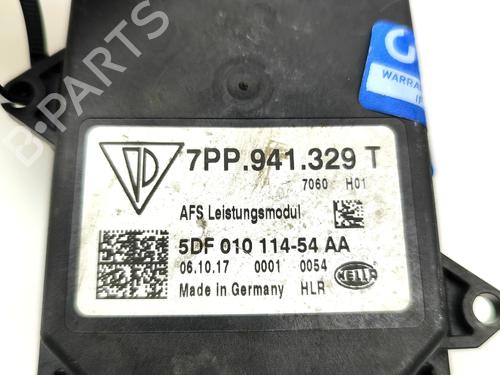 B-PARTS
WARRAN
7PP.941.329 T
7060 H01
AFS Leistungsmodul
5DF 010 114-54 AA
06.10.17 0001 0054
Made in Germany HLR
HELLA